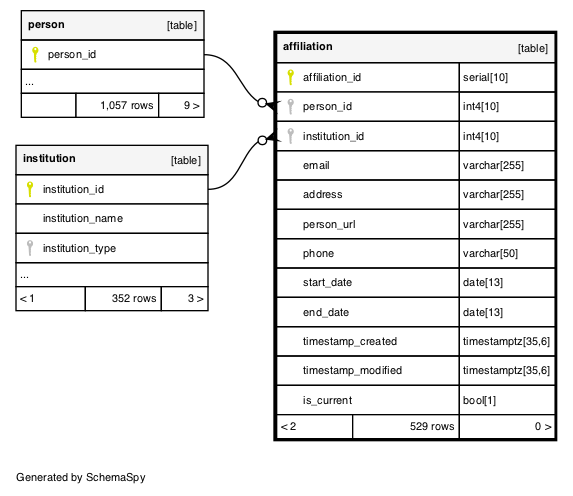 person [table]
person_id
...
1,057 rows 9 >
institution [table]
institution_id
institution_name
institution_type
...
< 1 352 rows 3 >
affiliation [table]
affiliation_id serial[10]
person_id int4[10]
institution_id int4[10]
email varchar[255]
address varchar[255]
person_url varchar[255]
phone varchar[50]
start_date date[13]
end_date date[13]
timestamp_created timestamptz[35,6]
timestamp_modified timestamptz[35,6]
is_current bool[1]
< 2 529 rows 0 >
Generated by SchemaSpy